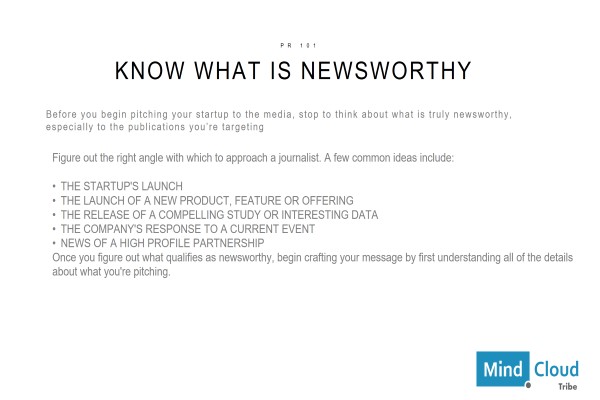 PR 101
KNOW WHAT IS NEWSWORTHY
Before you begin pitching your startup to the media, stop to think about what is truly newsworthy,
especially to the publications you're targeting
Figure out the right angle with which to approach a journalist. A few common ideas include:
• THE STARTUP'S LAUNCH
• THE LAUNCH OF A NEW PRODUCT, FEATURE OR OFFERING
• THE RELEASE OF A COMPELLING STUDY OR INTERESTING DATA
• THE COMPANY'S RESPONSE TO A CURRENT EVENT
• NEWS OF A HIGH PROFILE PARTNERSHIP
Once you figure out what qualifies as newsworthy, begin crafting your message by first understanding all of the details
about what you're pitching.
Mind Cloud
Tribe